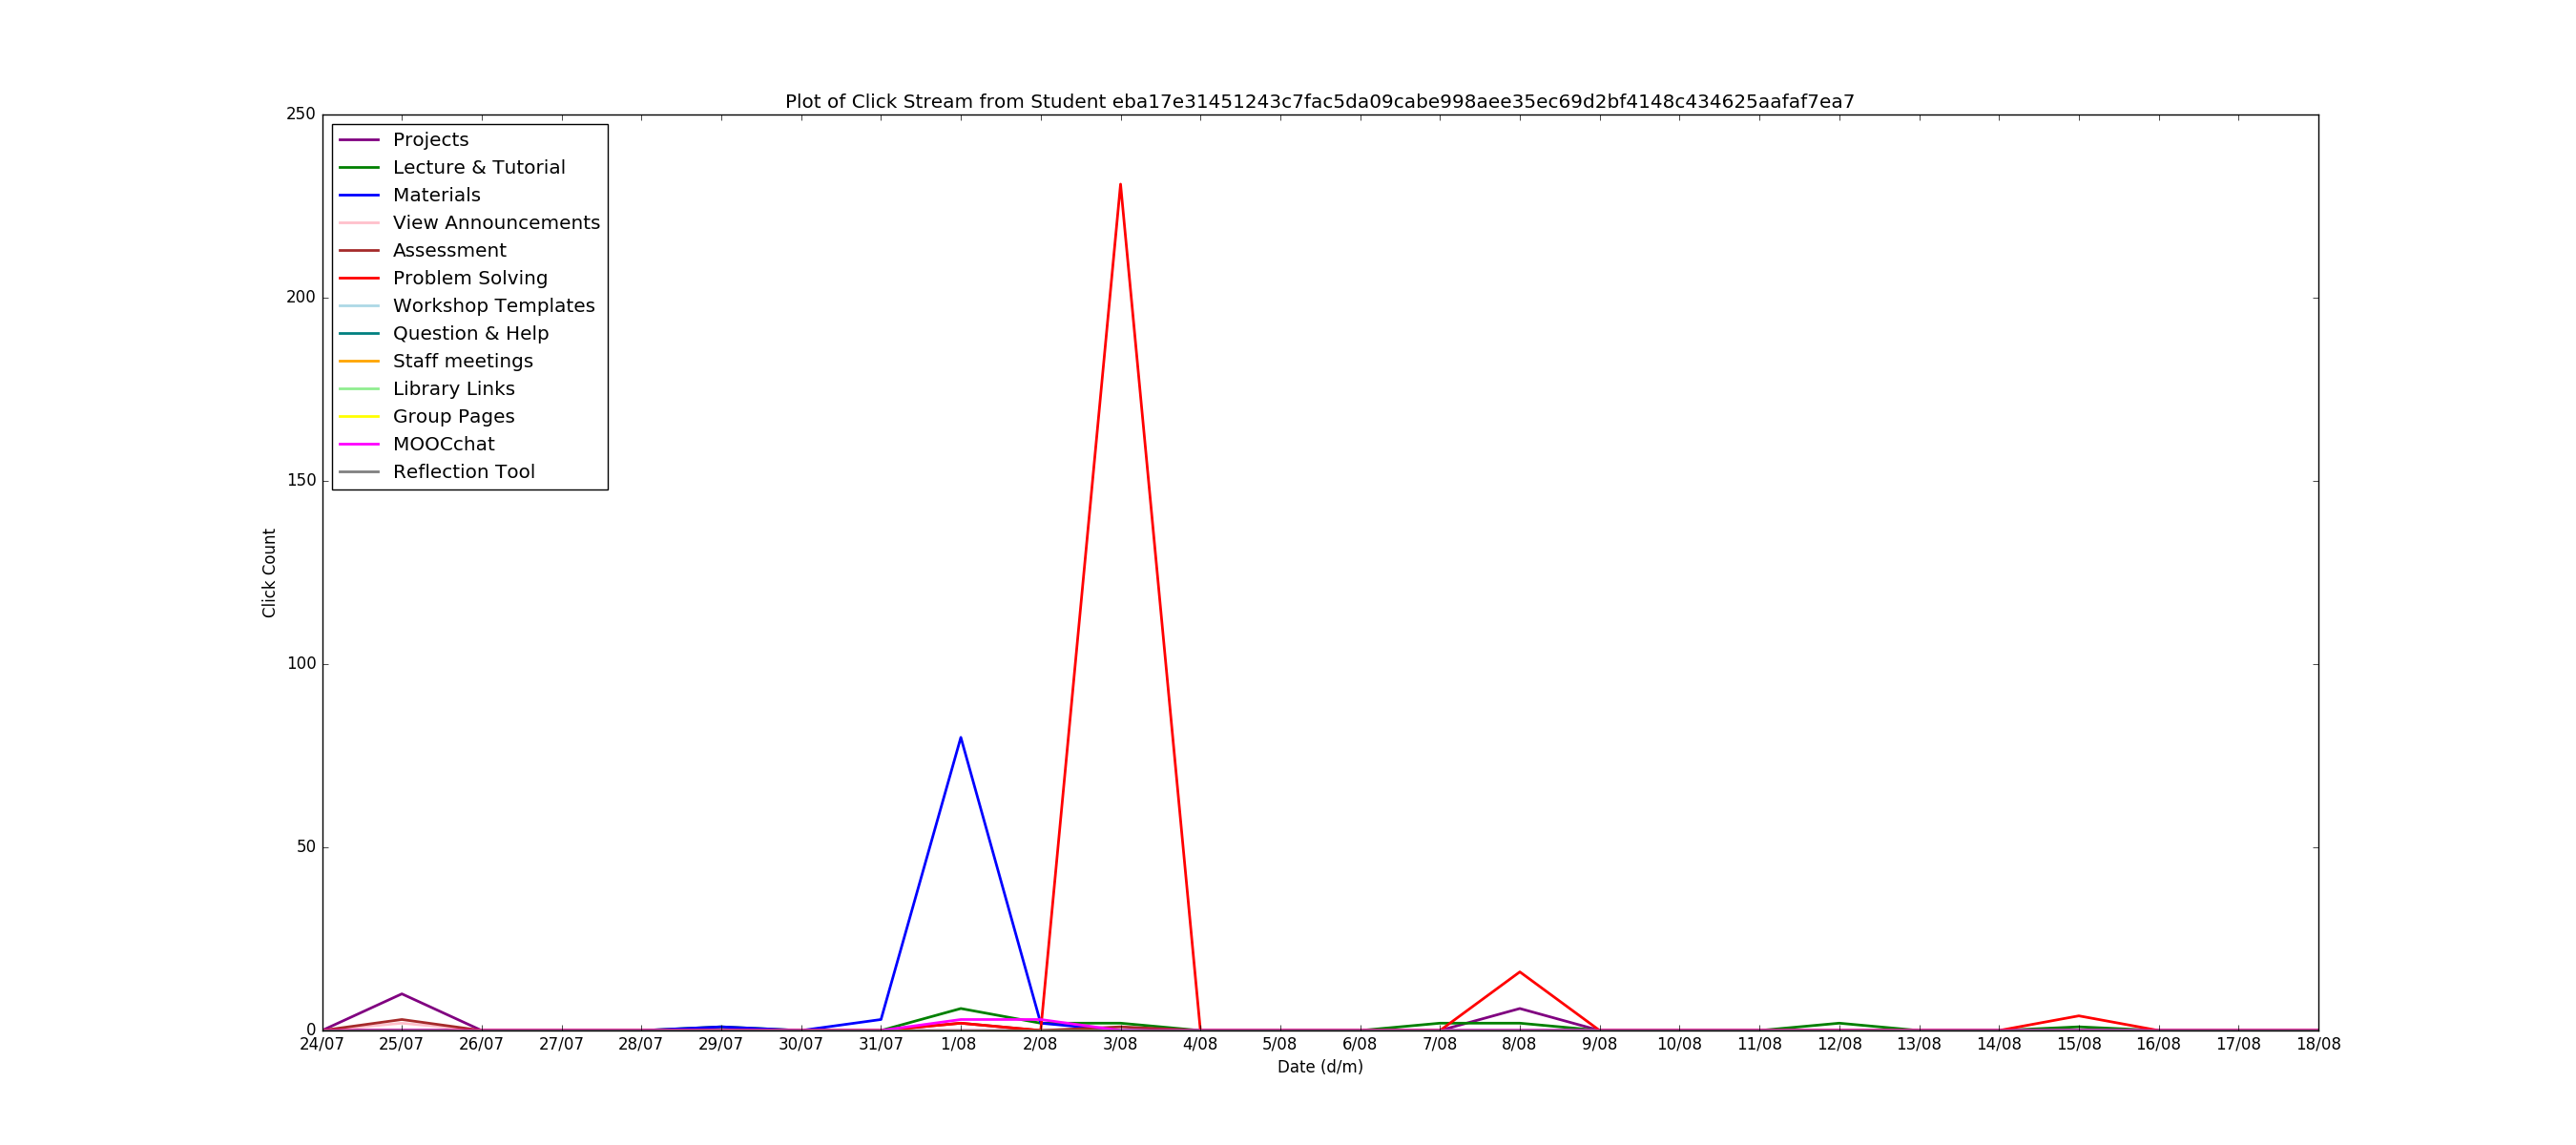 Plot of Click Stream from Student eba17e31451243c7fac5da09cabe998aee35ec69d2bf4148c434625aafaf7ea7
250
200
150
100
50
0
Click Count
Projects
Lecture & Tutorial
Materials
View Announcements
Assessment
Problem Solving
Workshop Templates
Question & Help
Staff meetings
Library Links
Group Pages
MOOCchat
Reflection Tool
24/07 25/07 26/07 27/07 28/07 29/07 30/07 31/07 1/08 2/08 3/08 4/08 5/08 6/08 7/08 8/08 9/08 10/08 11/08 12/08 13/08 14/08 15/08 16/08 17/08 18/08
Date (d/m)